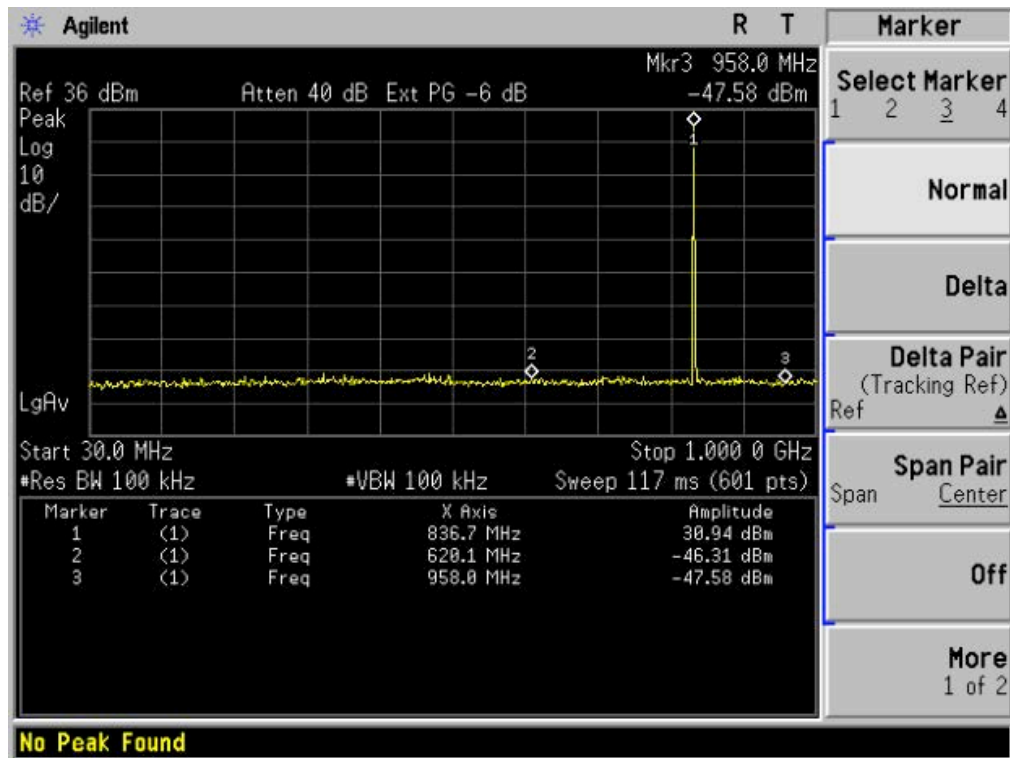 Agilent R T
Mkr3 958.0 MHz
Ref 36 dBm Atten 40 dB Ext PG -6 dB -47.58 dBm
Peak
Log
10
dB/
1
2
3
LgAv
Start 30.0 MHz Stop 1.000 0 GHz
#Res BW 100 kHz #VBW 100 kHz Sweep 117 ms (601 pts)
Marker Trace Type X Axis Amplitude
1 (1) Freq 836.7 MHz 30.94 dBm
2 (1) Freq 620.1 MHz -46.31 dBm
3 (1) Freq 958.0 MHz -47.58 dBm
No Peak Found
Marker
Select Marker
1 2 3 4
Normal
Delta
Delta Pair
(Tracking Ref)
Ref Δ
Span Pair
Span Center
Off
More
1 of 2